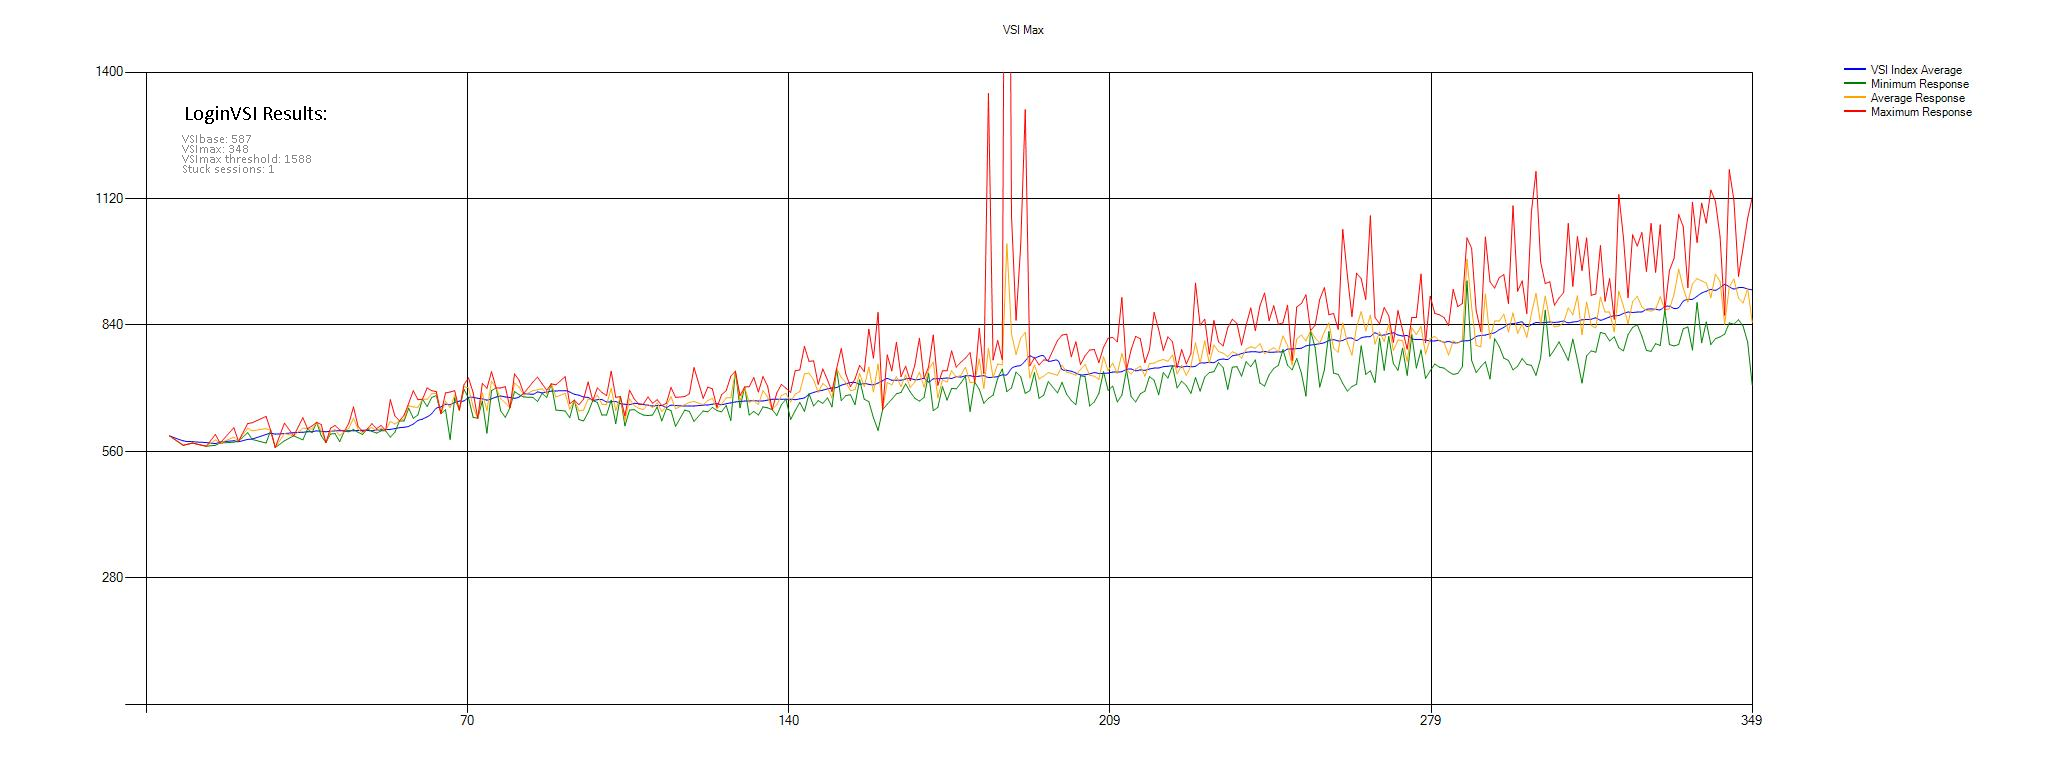 VSI Max
1400
1120
840
560
280
70
140
209
279
349
LoginVSI Results:
VSIbase: 587
VSImax: 348
VSImax threshold: 1588
Stuck sessions: 1
VSI Index Average
Minimum Response
Average Response
Maximum Response